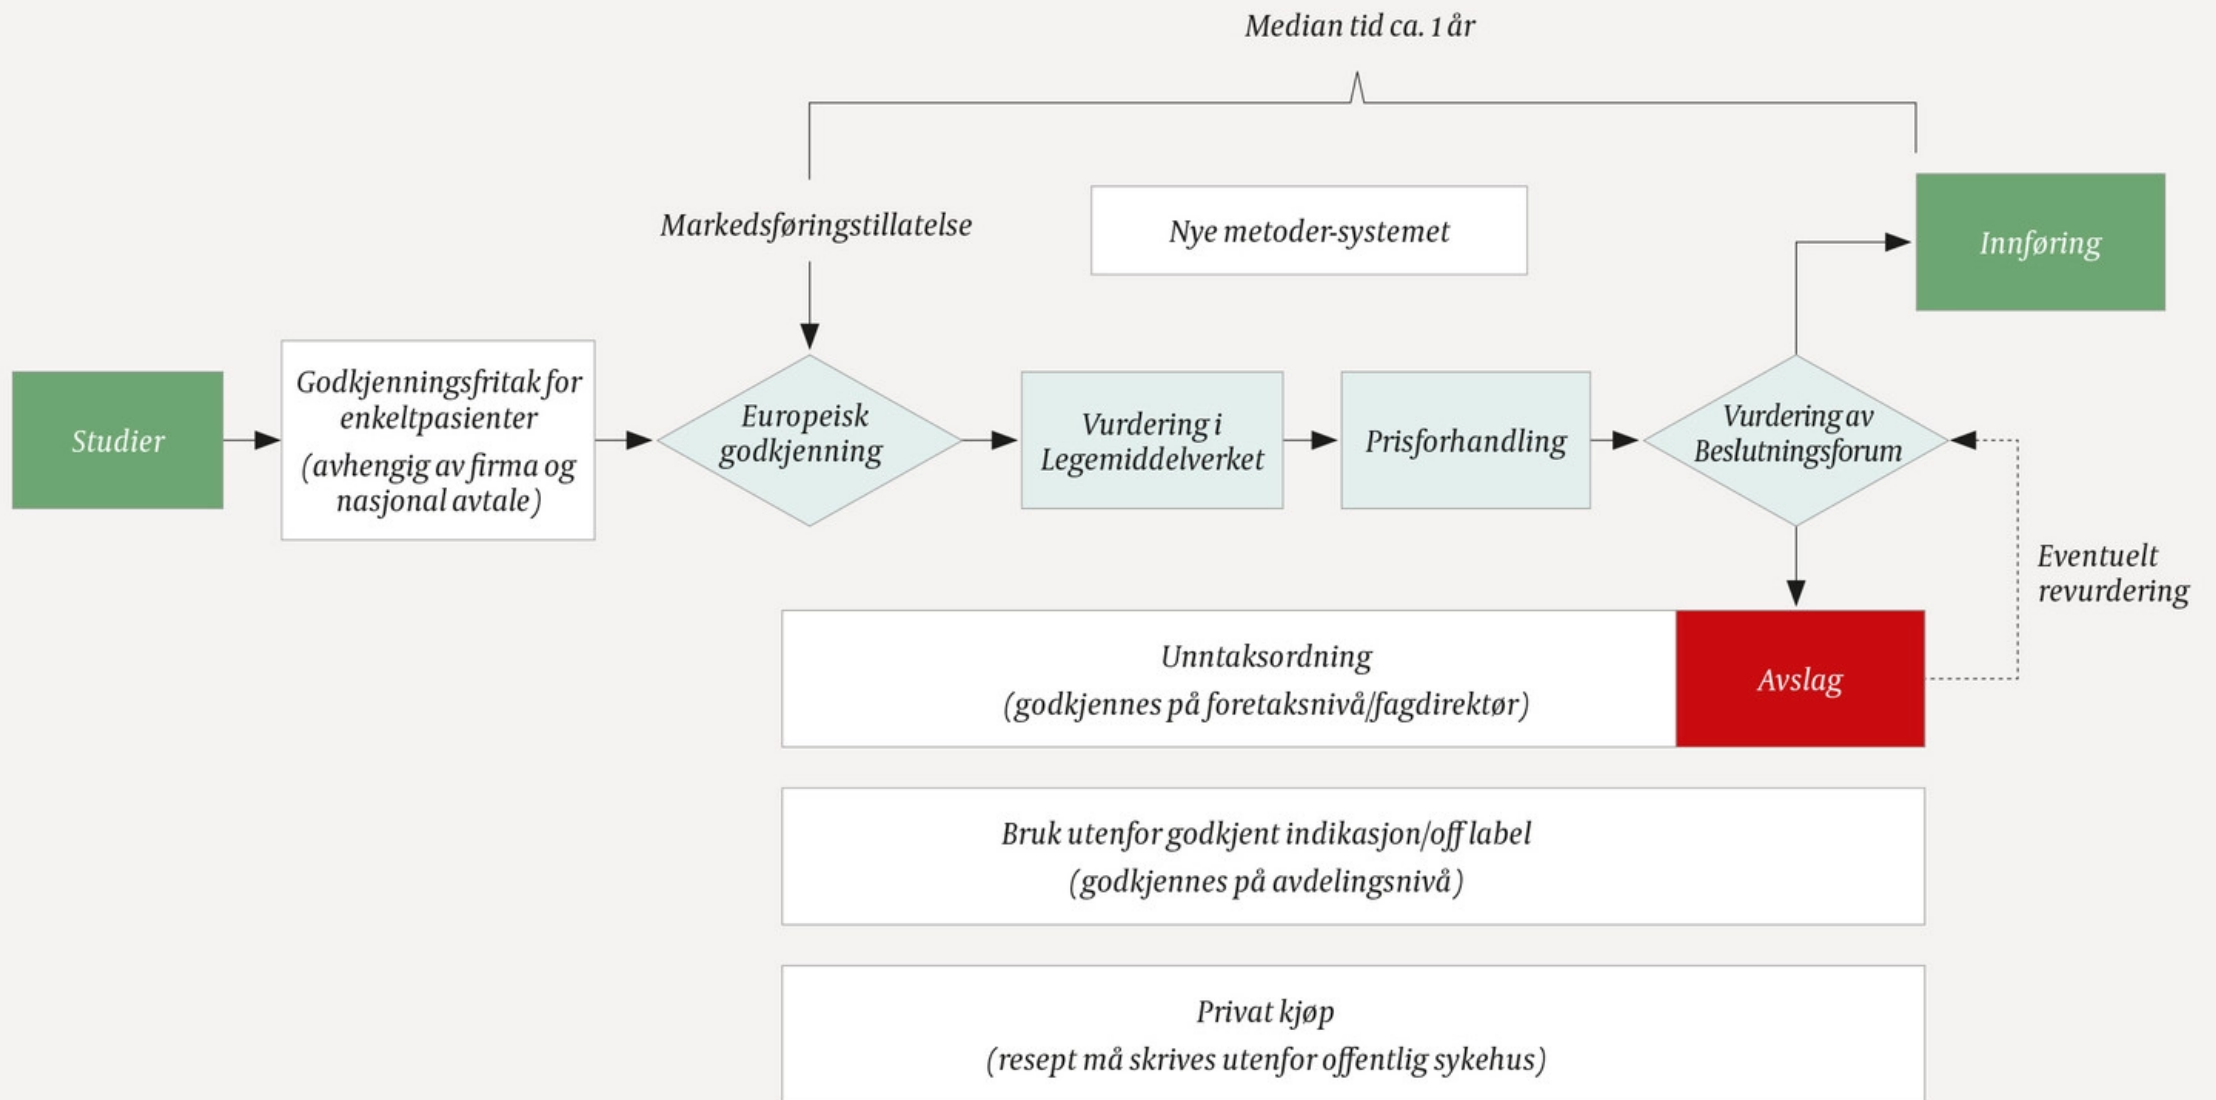 Median tid ca. 1 år
Markedsføringstillatelse
Nye metoder-systemet
Innføring
Studier
Godkjenningsfritak for
enkeltpasienter
(avhengig av firma og
nasjonal avtale)
Europeisk
godkjenning
Vurdering i
Legemiddelverket
Prisforhandling
Vurdering av
Beslutningsforum
Eventuelt
revurdering
Unntaksordning
(godkjennes på foretaksnivå/fagdirektør)
Avslag
Bruk utenfor godkjent indikasjon/off label
(godkjennes på avdelingsnivå)
Privat kjøp
(resept må skrives utenfor offentlig sykehus)